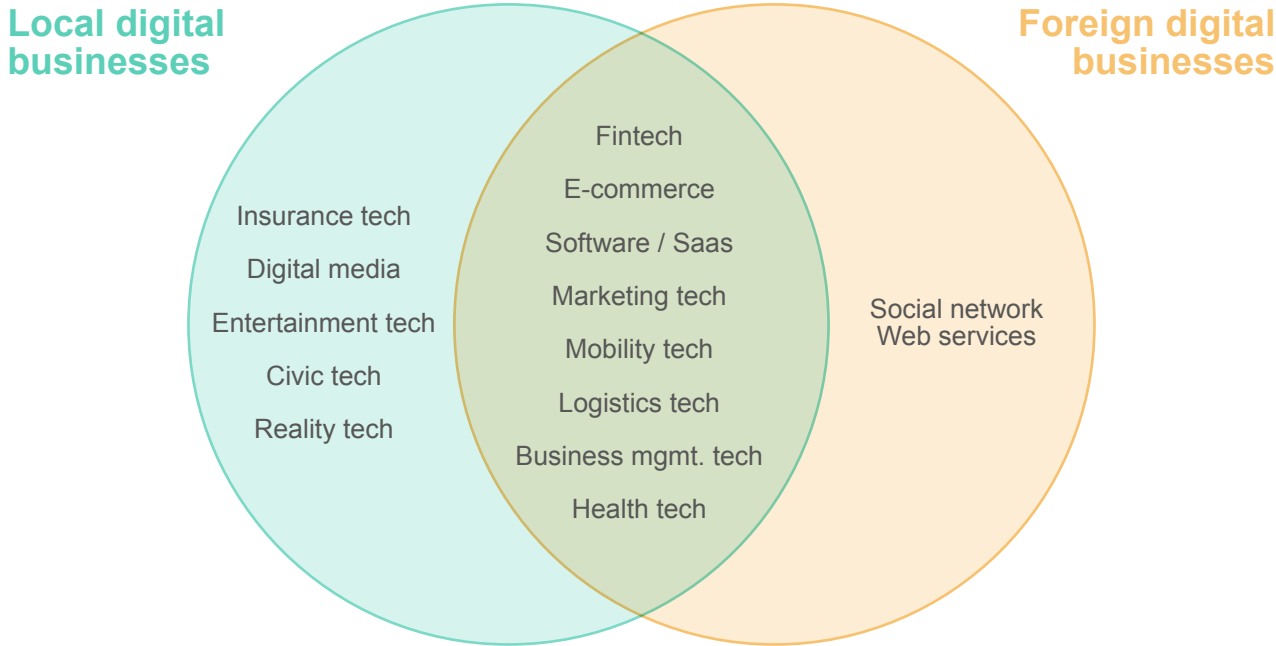 Local digital
businesses
Foreign digital
businesses
Insurance tech
Digital media
Entertainment tech
Civic tech
Reality tech
Fintech
E-commerce
Software / Saas
Marketing tech
Mobility tech
Logistics tech
Business mgmt. tech
Health tech
Social network
Web services